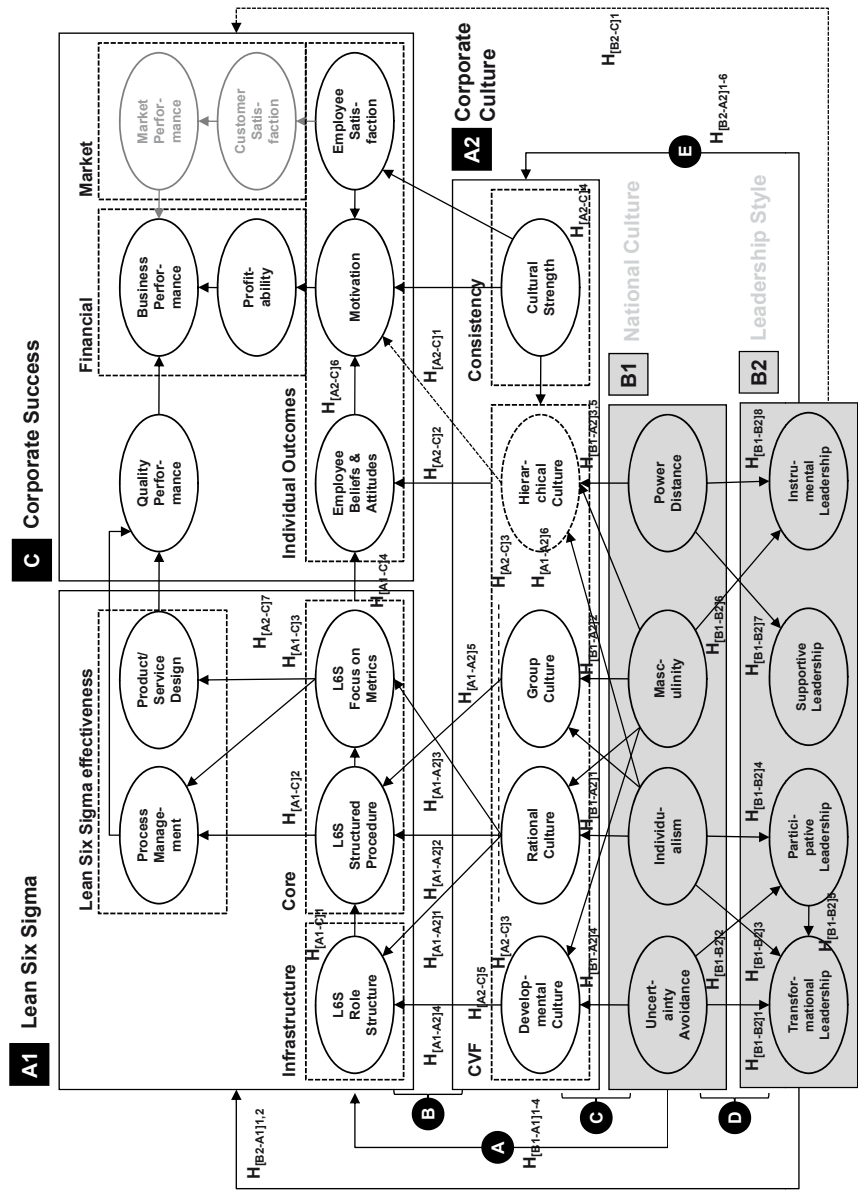 A1
Lean Six Sigma
C
Corporate Success
Lean Six Sigma effectiveness
Process
Manage-
ment
Product/
Service
Design
Quality
Perfor-
mance
Financial
Business
Perfor-
mance
Profit-
ability
Market
Market
Perfor-
mance
Customer
Satis-
faction
Infrastructure
L6S
Role
Structure
Core
L6S
Structured
Procedure
L6S
Focus on
Metrics
Individual Outcomes
Employee
Beliefs &
Attitudes
Motivation
Employee
Satis-
faction
H[A1-C]1
H[A1-C]2
H[A1-C]3
H[A2-C]7
H[A1-C]4
H[A2-C]6
H[A1-A2]4
H[A1-A2]1
H[A1-A2]2
H[A1-A2]3
H[A1-A2]5
H[A2-C]5
H[A2-C]2
H[A2-C]1
A2
Corporate
Culture
CVF
Consistency
H[A2-C]3
H[A2-C]3
H[A1-A2]6
H[A2-C]4
Develop-
mental
Culture
Rational
Culture
Group
Culture
Hierar-
chical
Culture
Cultural
Strength
H[B1-A2]4
H[B1-A2]1
H[B1-A2]2
H[B1-A2]3,5
B1
National Culture
Uncert-
ainty
Avoidance
Individu-
alism
Masc-
ulinity
Power
Distance
H[B1-B2]1
H[B1-B2]2
H[B1-B2]3
H[B1-B2]4
H[B1-B2]5
H[B1-B2]6
H[B1-B2]7
H[B1-B2]8
B2
Leadership Style
Transfor-
mational
Leadership
Partici-
pative
Leadership
Supportive
Leadership
Instru-
mental
Leadership
A
B
C
D
E
H[B2-A1]1,2
H[B1-A1]1-4
H[B2-A2]1-6
H[B2-C]1